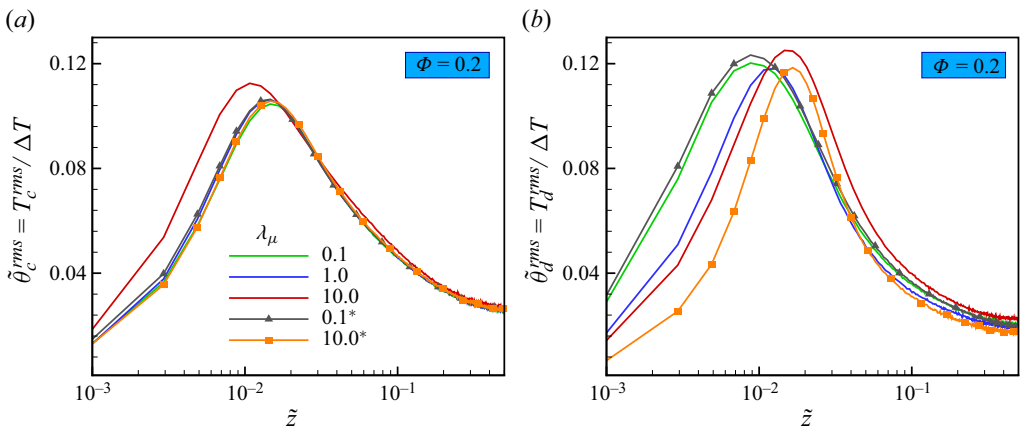 (a)
(b)
0.12
0.08
0.04
Φ = 0.2
θ̃_c^{rms} = T_c^{rms} / ΔT
λ_μ
0.1
1.0
10.0
0.1*
10.0*
10⁻³
10⁻²
10⁻¹
z̃
0.12
0.08
0.04
Φ = 0.2
θ̃_d^{rms} = T_d^{rms} / ΔT
10⁻³
10⁻²
10⁻¹
z̃